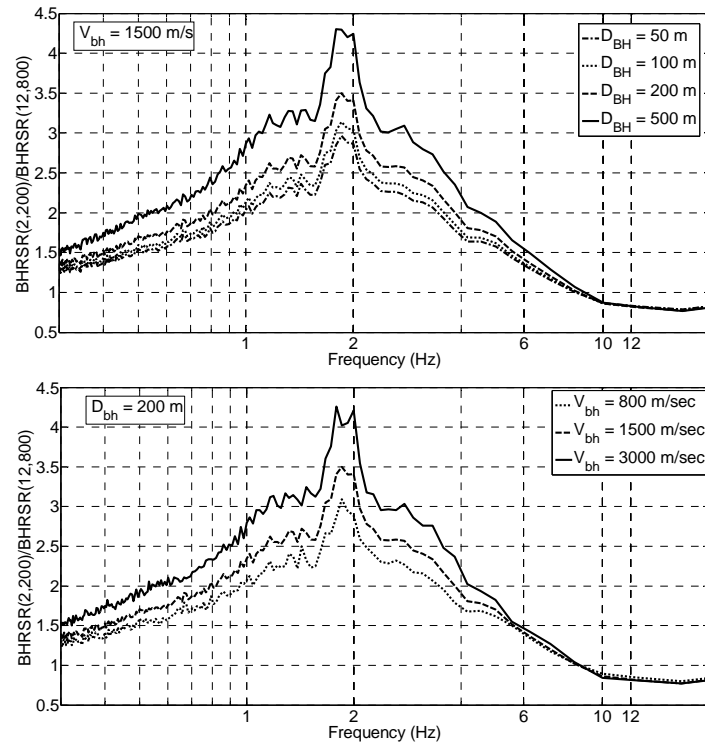 4.5
4
3.5
3
2.5
2
1.5
1
0.5
BHRSR(2,200)/BHRSR(12,800)
V_bh = 1500 m/s
D_BH = 50 m
D_BH = 100 m
D_BH = 200 m
D_BH = 500 m
1 2 6 10 12
Frequency (Hz)
4.5
4
3.5
3
2.5
2
1.5
1
0.5
BHRSR(2,200)/BHRSR(12,800)
D_bh = 200 m
V_bh = 800 m/sec
V_bh = 1500 m/sec
V_bh = 3000 m/sec
1 2 6 10 12
Frequency (Hz)